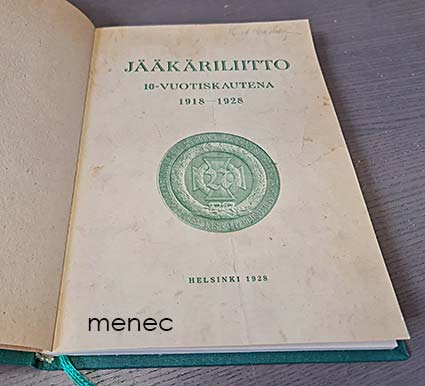 JÄÄKÄRILIITTO
10-VUOTISKAUTENA
1918—1928
HELSINKI 1928
menec